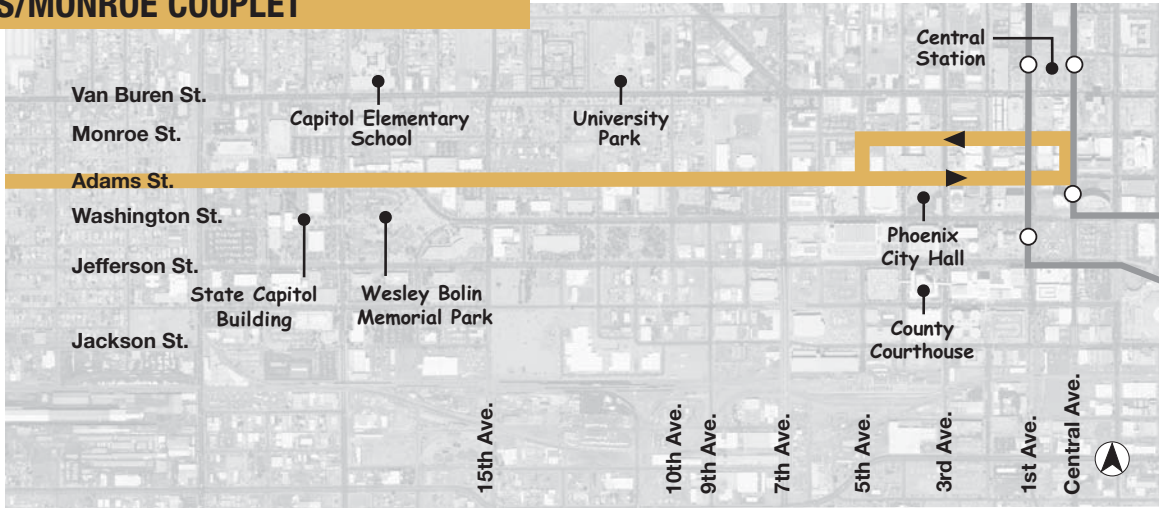 S/MONROE COUPLET
Central
Station
Van Buren St.
Capitol Elementary
School
University
Park
Monroe St.
Adams St.
Washington St.
Phoenix
City Hall
Jefferson St.
State Capitol
Building
Wesley Bolin
Memorial Park
County
Courthouse
Jackson St.
15th Ave.
10th Ave.
9th Ave.
7th Ave.
5th Ave.
3rd Ave.
1st Ave.
Central Ave.